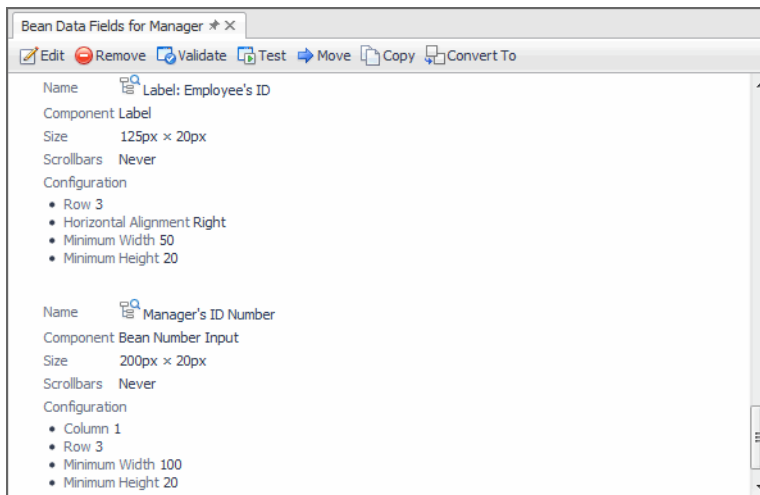 Bean Data Fields for Manager
Edit Remove Validate Test Move Copy Convert To
Name Label: Employee's ID
Component Label
Size 125px × 20px
Scrollbars Never
Configuration
• Row 3
• Horizontal Alignment Right
• Minimum Width 50
• Minimum Height 20
Name Manager's ID Number
Component Bean Number Input
Size 200px × 20px
Scrollbars Never
Configuration
• Column 1
• Row 3
• Minimum Width 100
• Minimum Height 20